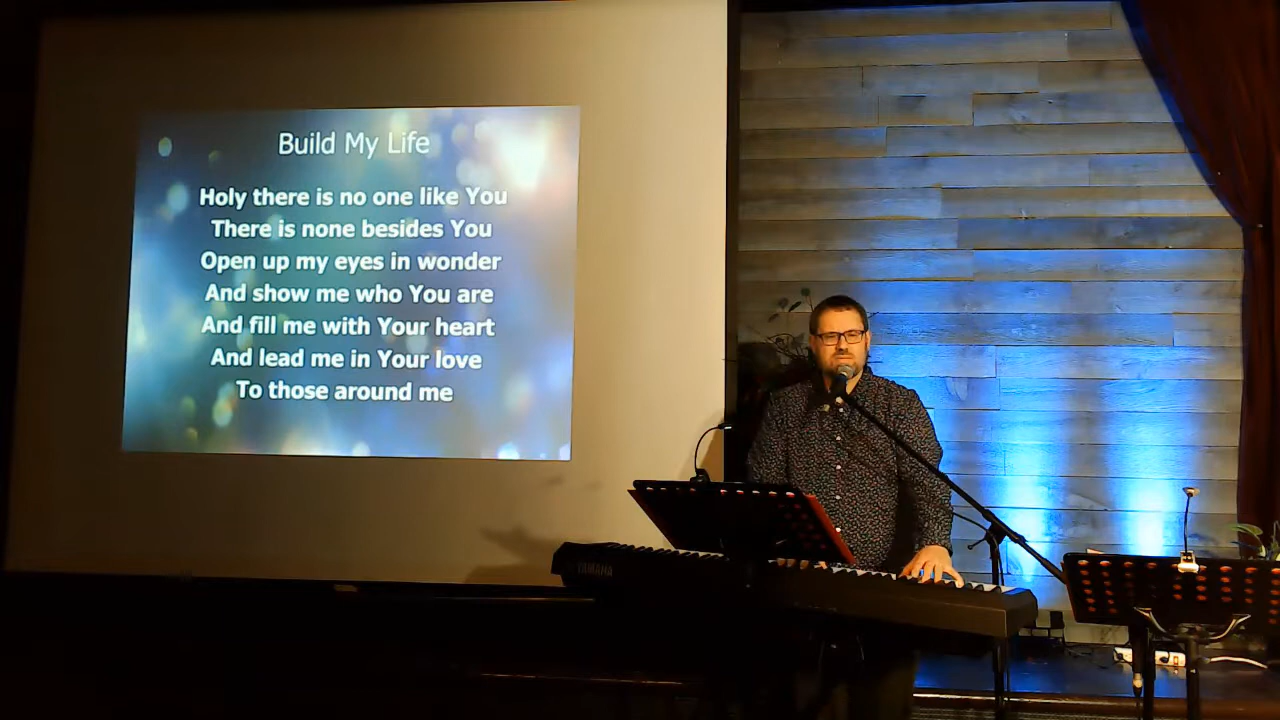 Build My Life
Holy there is no one like You
There is none besides You
Open up my eyes in wonder
And show me who You are
And fill me with Your heart
And lead me in Your love
To those around me
YAMAHA